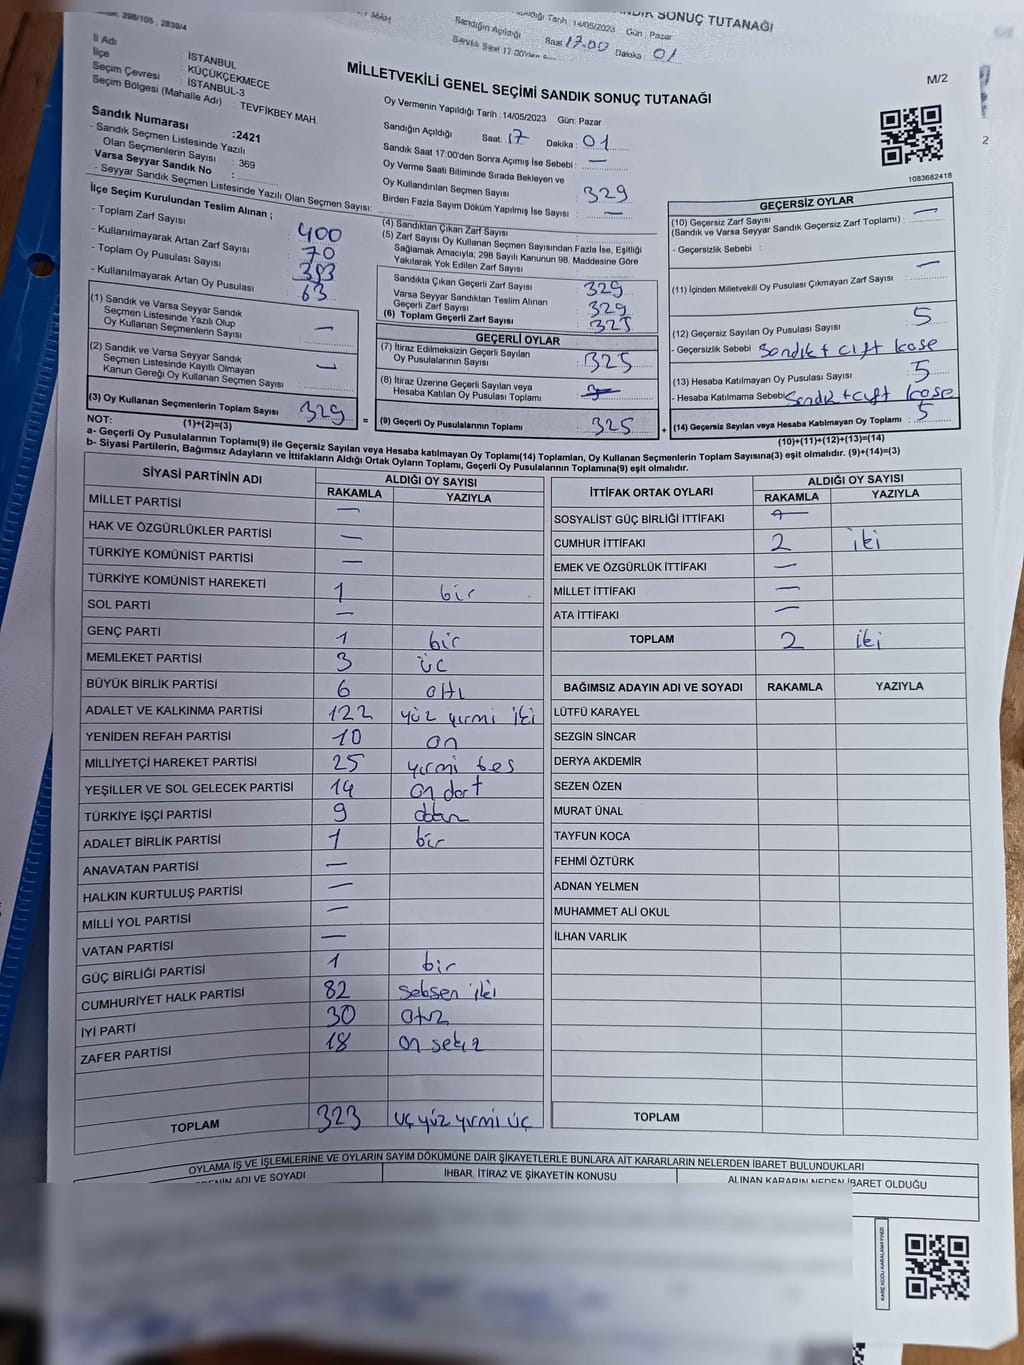 298/105 , 2839/4
SONUÇ TUTANAĞI
Tarih : 14/05/2023 Gün : Pazar
Sandığın Açıldığı Saat 17.00 Dakika : 01
Sandık Saat 17:00'den
İl Adı : İSTANBUL
İlçe : KÜÇÜKÇEKMECE
Seçim Çevresi : İSTANBUL-3
Seçim Bölgesi (Mahalle Adı) : TEVFİKBEY MAH.
MİLLETVEKİLİ GENEL SEÇİMİ SANDIK SONUÇ TUTANAĞI
M/2
2
1083682418
Sandık Numarası :2421
- Sandık Seçmen Listesinde Yazılı
Olan Seçmenlerin Sayısı : 369
Varsa Seyyar Sandık No :
- Seyyar Sandık Seçmen Listesinde Yazılı Olan Seçmen Sayısı:
Oy Vermenin Yapıldığı Tarih : 14/05/2023 Gün: Pazar
Sandığın Açıldığı Saat: 17 Dakika : 01
Sandık Saat 17:00'den Sonra Açımış İse Sebebi : —
Oy Verme Saati Bitiminde Sırada Bekleyen ve
Oy Kullandırılan Seçmen Sayısı 329
Birden Fazla Sayım Döküm Yapılmış İse Sayısı : —
İlçe Seçim Kurulundan Teslim Alınan ;
- Toplam Zarf Sayısı : 400
- Kullanılmayarak Artan Zarf Sayısı : 70
- Toplam Oy Pusulası Sayısı : 393
- Kullanılmayarak Artan Oy Pusulası : 63
(1) Sandık ve Varsa Seyyar Sandık
Seçmen Listesinde Yazılı Olup
Oy Kullanan Seçmenlerin Sayısı : —
(2) Sandık ve Varsa Seyyar Sandık
Seçmen Listesinde Kayıtlı Olmayan
Kanun Gereği Oy Kullanan Seçmen Sayısı : —
(3) Oy Kullanan Seçmenlerin Toplam Sayısı : 329
(1)+(2)=(3)
(4) Sandıktan Çıkan Zarf Sayısı :
(5) Zarf Sayısı Oy Kullanan Seçmen Sayısından Fazla İse, Eşitliği
Sağlamak Amacıyla, 298 Sayılı Kanunun 98. Maddesine Göre
Yakılarak Yok Edilen Zarf Sayısı :
Sandıkta Çıkan Geçerli Zarf Sayısı : 329
Varsa Seyyar Sandıktan Teslim Alınan
Geçerli Zarf Sayısı : 329
(6) Toplam Geçerli Zarf Sayısı : 325
GEÇERLİ OYLAR
(7) İtiraz Edilmeksizin Geçerli Sayılan
Oy Pusulalarının Sayısı : 325
(8) İtiraz Üzerine Geçerli Sayılan veya
Hesaba Katılan Oy Pusulası Toplamı :
= (9) Geçerli Oy Pusulalarının Toplamı : 325 +
GEÇERSİZ OYLAR
(10) Geçersiz Zarf Sayısı
(Sandık ve Varsa Seyyar Sandık Geçersiz Zarf Toplamı) : —
- Geçersizlik Sebebi :
(11) İçinden Milletvekili Oy Pusulası Çıkmayan Zarf Sayısı : —
(12) Geçersiz Sayılan Oy Pusulası Sayısı : 5
- Geçersizlik Sebebi : Sandık + çift kaşe
(13) Hesaba Katılmayan Oy Pusulası Sayısı : 5
- Hesaba Katılmama Sebebi: Sandık + çift kaşe
(14) Geçersiz Sayılan veya Hesaba Katılmayan Oy Toplamı : 5
(10)+(11)+(12)+(13)=(14)
NOT:
a- Geçerli Oy Pusulalarının Toplamı(9) ile Geçersiz Sayılan veya Hesaba katılmayan Oy Toplamı(14) Toplamları, Oy Kullanan Seçmenlerin Toplam Sayısına(3) eşit olmalıdır. (9)+(14)=(3)
b- Siyasi Partilerin, Bağımsız Adayların ve İttifakların Aldığı Ortak Oyların Toplamı, Geçerli Oy Pusulalarının Toplamına(9) eşit olmalıdır.
SİYASİ PARTİNİN ADI ALDIĞI OY SAYISI
RAKAMLA YAZIYLA
MİLLET PARTİSİ —
HAK VE ÖZGÜRLÜKLER PARTİSİ —
TÜRKİYE KOMÜNİST PARTİSİ —
TÜRKİYE KOMÜNİST HAREKETİ 1 bir
SOL PARTİ —
GENÇ PARTİ 1 bir
MEMLEKET PARTİSİ 3 üç
BÜYÜK BİRLİK PARTİSİ 6 altı
ADALET VE KALKINMA PARTİSİ 122 yüz yirmi iki
YENİDEN REFAH PARTİSİ 10 on
MİLLİYETÇİ HAREKET PARTİSİ 25 yirmi beş
YEŞİLLER VE SOL GELECEK PARTİSİ 14 on dört
TÜRKİYE İŞÇİ PARTİSİ 9 dokuz
ADALET BİRLİK PARTİSİ 1 bir
ANAVATAN PARTİSİ —
HALKIN KURTULUŞ PARTİSİ —
MİLLİ YOL PARTİSİ —
VATAN PARTİSİ —
GÜÇ BİRLİĞİ PARTİSİ 1 bir
CUMHURİYET HALK PARTİSİ 82 seksen iki
İYİ PARTİ 30 otuz
ZAFER PARTİSİ 18 on sekiz
TOPLAM 323 üç yüz yirmi üç
İTTİFAK ORTAK OYLARI ALDIĞI OY SAYISI
RAKAMLA YAZIYLA
SOSYALİST GÜÇ BİRLİĞİ İTTİFAKI —
CUMHUR İTTİFAKI 2 iki
EMEK VE ÖZGÜRLÜK İTTİFAKI —
MİLLET İTTİFAKI —
ATA İTTİFAKI —
TOPLAM 2 iki
BAĞIMSIZ ADAYIN ADI VE SOYADI RAKAMLA YAZIYLA
LÜTFÜ KARAYEL
SEZGİN SİNCAR
DERYA AKDEMİR
SEZEN ÖZEN
MURAT ÜNAL
TAYFUN KOCA
FEHMİ ÖZTÜRK
ADNAN YELMEN
MUHAMMET ALİ OKUL
İLHAN VARLIK
TOPLAM
OYLAMA İŞ VE İŞLEMLERİNE VE OYLARIN SAYIM DÖKÜMÜNE DAİR ŞİKAYETLERLE BUNLARA AİT KARARLARIN NELERDEN İBARET BULUNDUKLARI
ADI VE SOYADI İHBAR, İTİRAZ VE ŞİKAYETİN KONUSU ALINAN KARARIN NEDEN İBARET OLDUĞU
KARE KODU KARALAMAYINIZ!